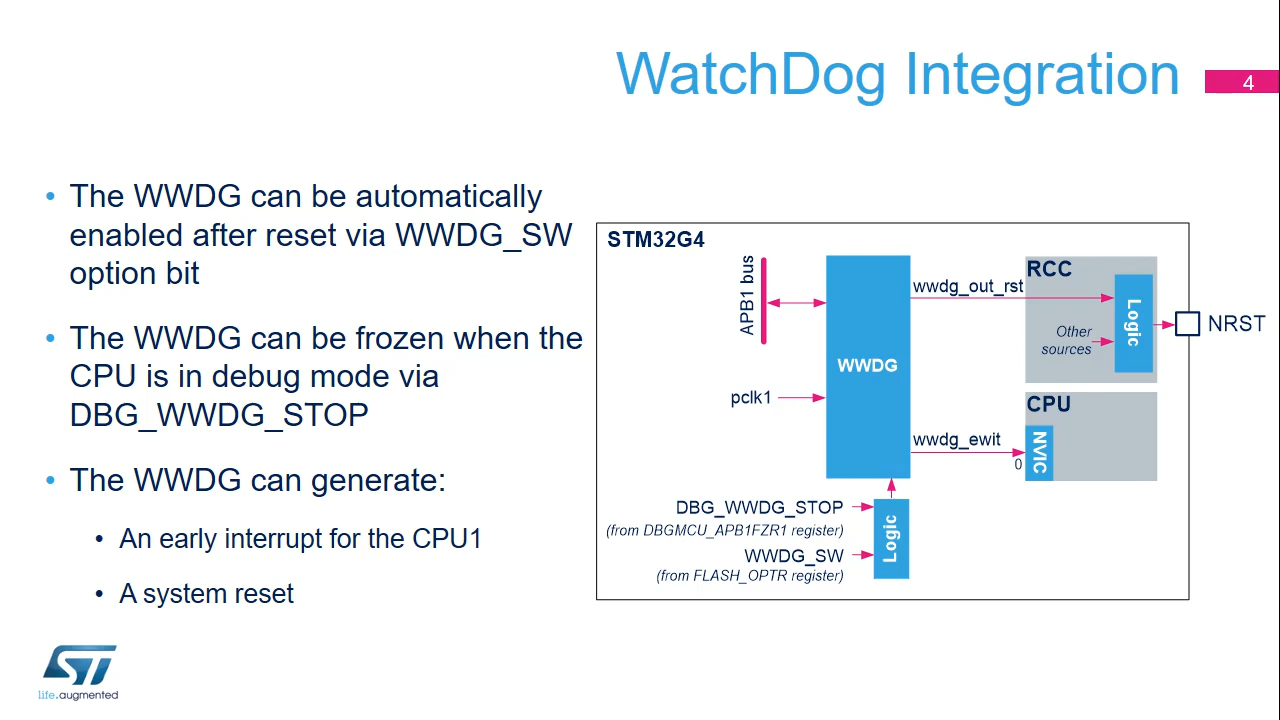 WatchDog Integration
4
• The WWDG can be automatically
enabled after reset via WWDG_SW
option bit
• The WWDG can be frozen when the
CPU is in debug mode via
DBG_WWDG_STOP
• The WWDG can generate:
• An early interrupt for the CPU1
• A system reset
STM32G4
APB1 bus
pclk1
WWDG
wwdg_out_rst
RCC
Other
sources
Logic
NRST
wwdg_ewit
0
CPU
NVIC
DBG_WWDG_STOP
(from DBGMCU_APB1FZR1 register)
WWDG_SW
(from FLASH_OPTR register)
Logic
ST
life.augmented